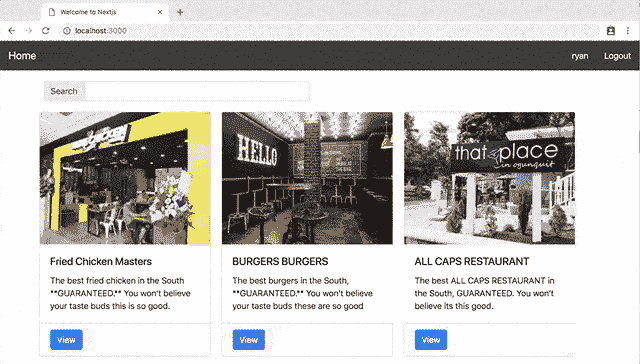 Welcome to Nextjs
localhost:3000
Home
ryan
Logout
Search
HELLO
that place
in ogunquit
Fried Chicken Masters
BURGERS BURGERS
ALL CAPS RESTAURANT
The best fried chicken in the South
**GUARANTEED.** You won't believe
your taste buds this is so good.
The best burgers in the South,
**GUARANTEED.** You won't believe
your taste buds these are so good
The best ALL CAPS RESTAURANT in
the South, GUARANTEED. You won't
believe its this good.
View
View
View